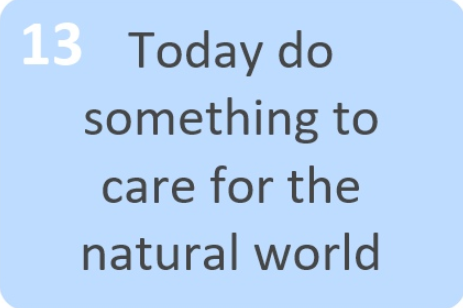 13
Today do
something to
care for the
natural world